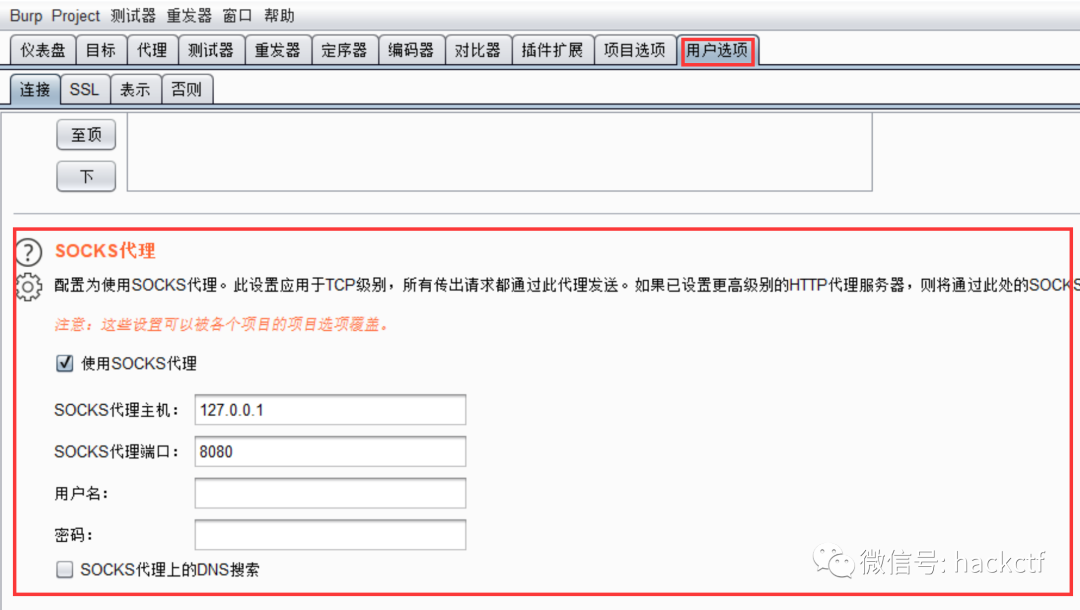 Burp Project 测试器 重发器 窗口 帮助
仪表盘 目标 代理 测试器 重发器 定序器 编码器 对比器 插件扩展 项目选项 用户选项
连接 SSL 表示 否则
至顶
下
? SOCKS代理
配置为使用SOCKS代理。此设置应用于TCP级别，所有传出请求都通过此代理发送。如果已设置更高级别的HTTP代理服务器，则将通过此处的SOCKS
注意：这些设置可以被各个项目的项目选项覆盖。
使用SOCKS代理
SOCKS代理主机： 127.0.0.1
SOCKS代理端口： 8080
用户名：
密码：
SOCKS代理上的DNS搜索
微信号: hackctf